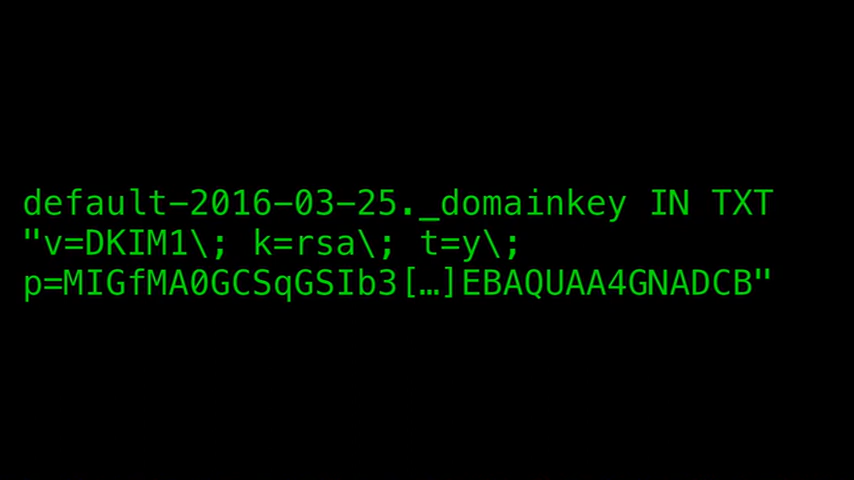 default-2016-03-25._domainkey IN TXT
"v=DKIM1\; k=rsa\; t=y\;
p=MIGfMA0GCSqGSIb3[…]EBAQUAA4GNADCB"